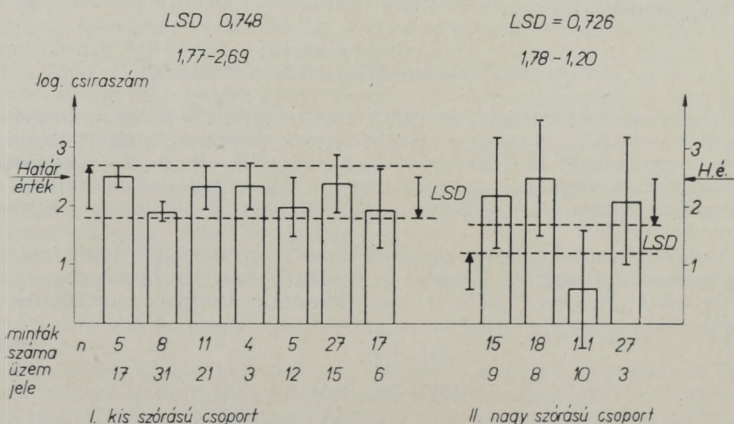 LSD 0,748 LSD = 0,726
1,77-2,69 1,78-1,20
log. csiraszám
3 3
Határ érték H.é.
2 LSD 2
LSD
1 1
minták száma n 5 8 11 4 5 27 17 15 18 11 27
üzem jele 17 31 21 3 12 15 6 9 8 10 3
I. kis szórású csoport II. nagy szórású csoport